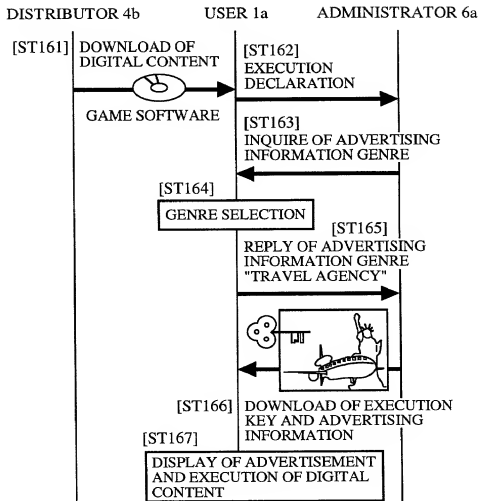 DISTRIBUTOR 4b USER 1a ADMINISTRATOR 6a
[ST161] DOWNLOAD OF
DIGITAL CONTENT
GAME SOFTWARE
[ST162]
EXECUTION
DECLARATION
[ST163]
INQUIRE OF ADVERTISING
INFORMATION GENRE
[ST164]
GENRE SELECTION
[ST165]
REPLY OF ADVERTISING
INFORMATION GENRE
"TRAVEL AGENCY"
[ST166] DOWNLOAD OF EXECUTION
KEY AND ADVERTISING
INFORMATION
[ST167]
DISPLAY OF ADVERTISEMENT
AND EXECUTION OF DIGITAL
CONTENT